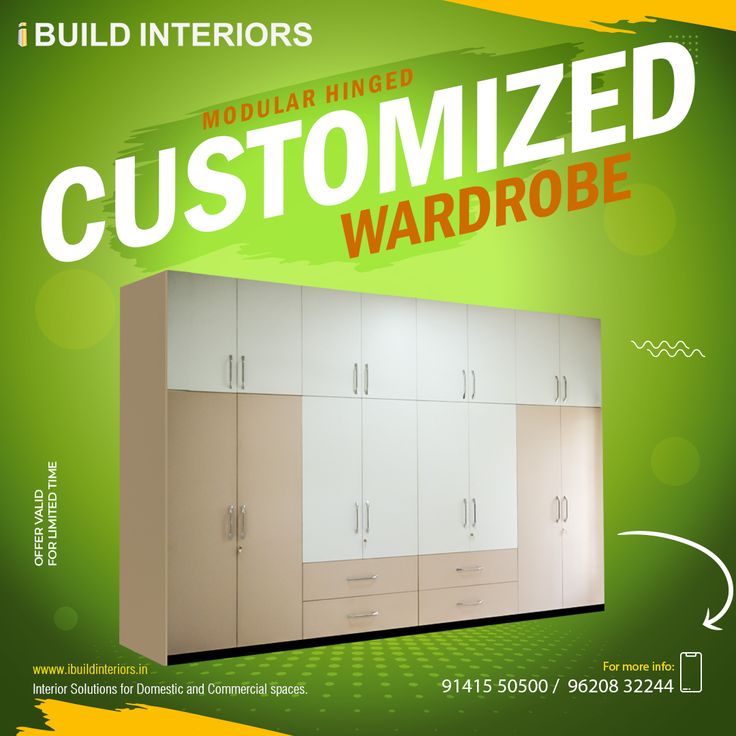 i BUILD INTERIORS
MODULAR HINGED
CUSTOMIZED
WARDROBE
OFFER VALID
FOR LIMITED TIME
www.ibuildinteriors.in
Interior Solutions for Domestic and Commercial spaces.
For more info:
91415 50500 / 96208 32244